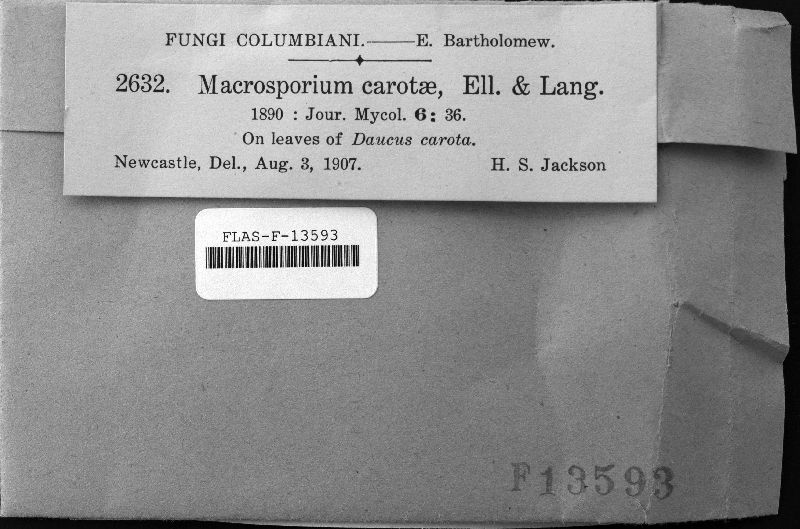 FUNGI COLUMBIANI.——E. Bartholomew.
2632. Macrosporium carotæ, Ell. & Lang.
1890 : Jour. Mycol. 6: 36.
On leaves of Daucus carota.
Newcastle, Del., Aug. 3, 1907. H. S. Jackson
FLAS-F-13593
F13593